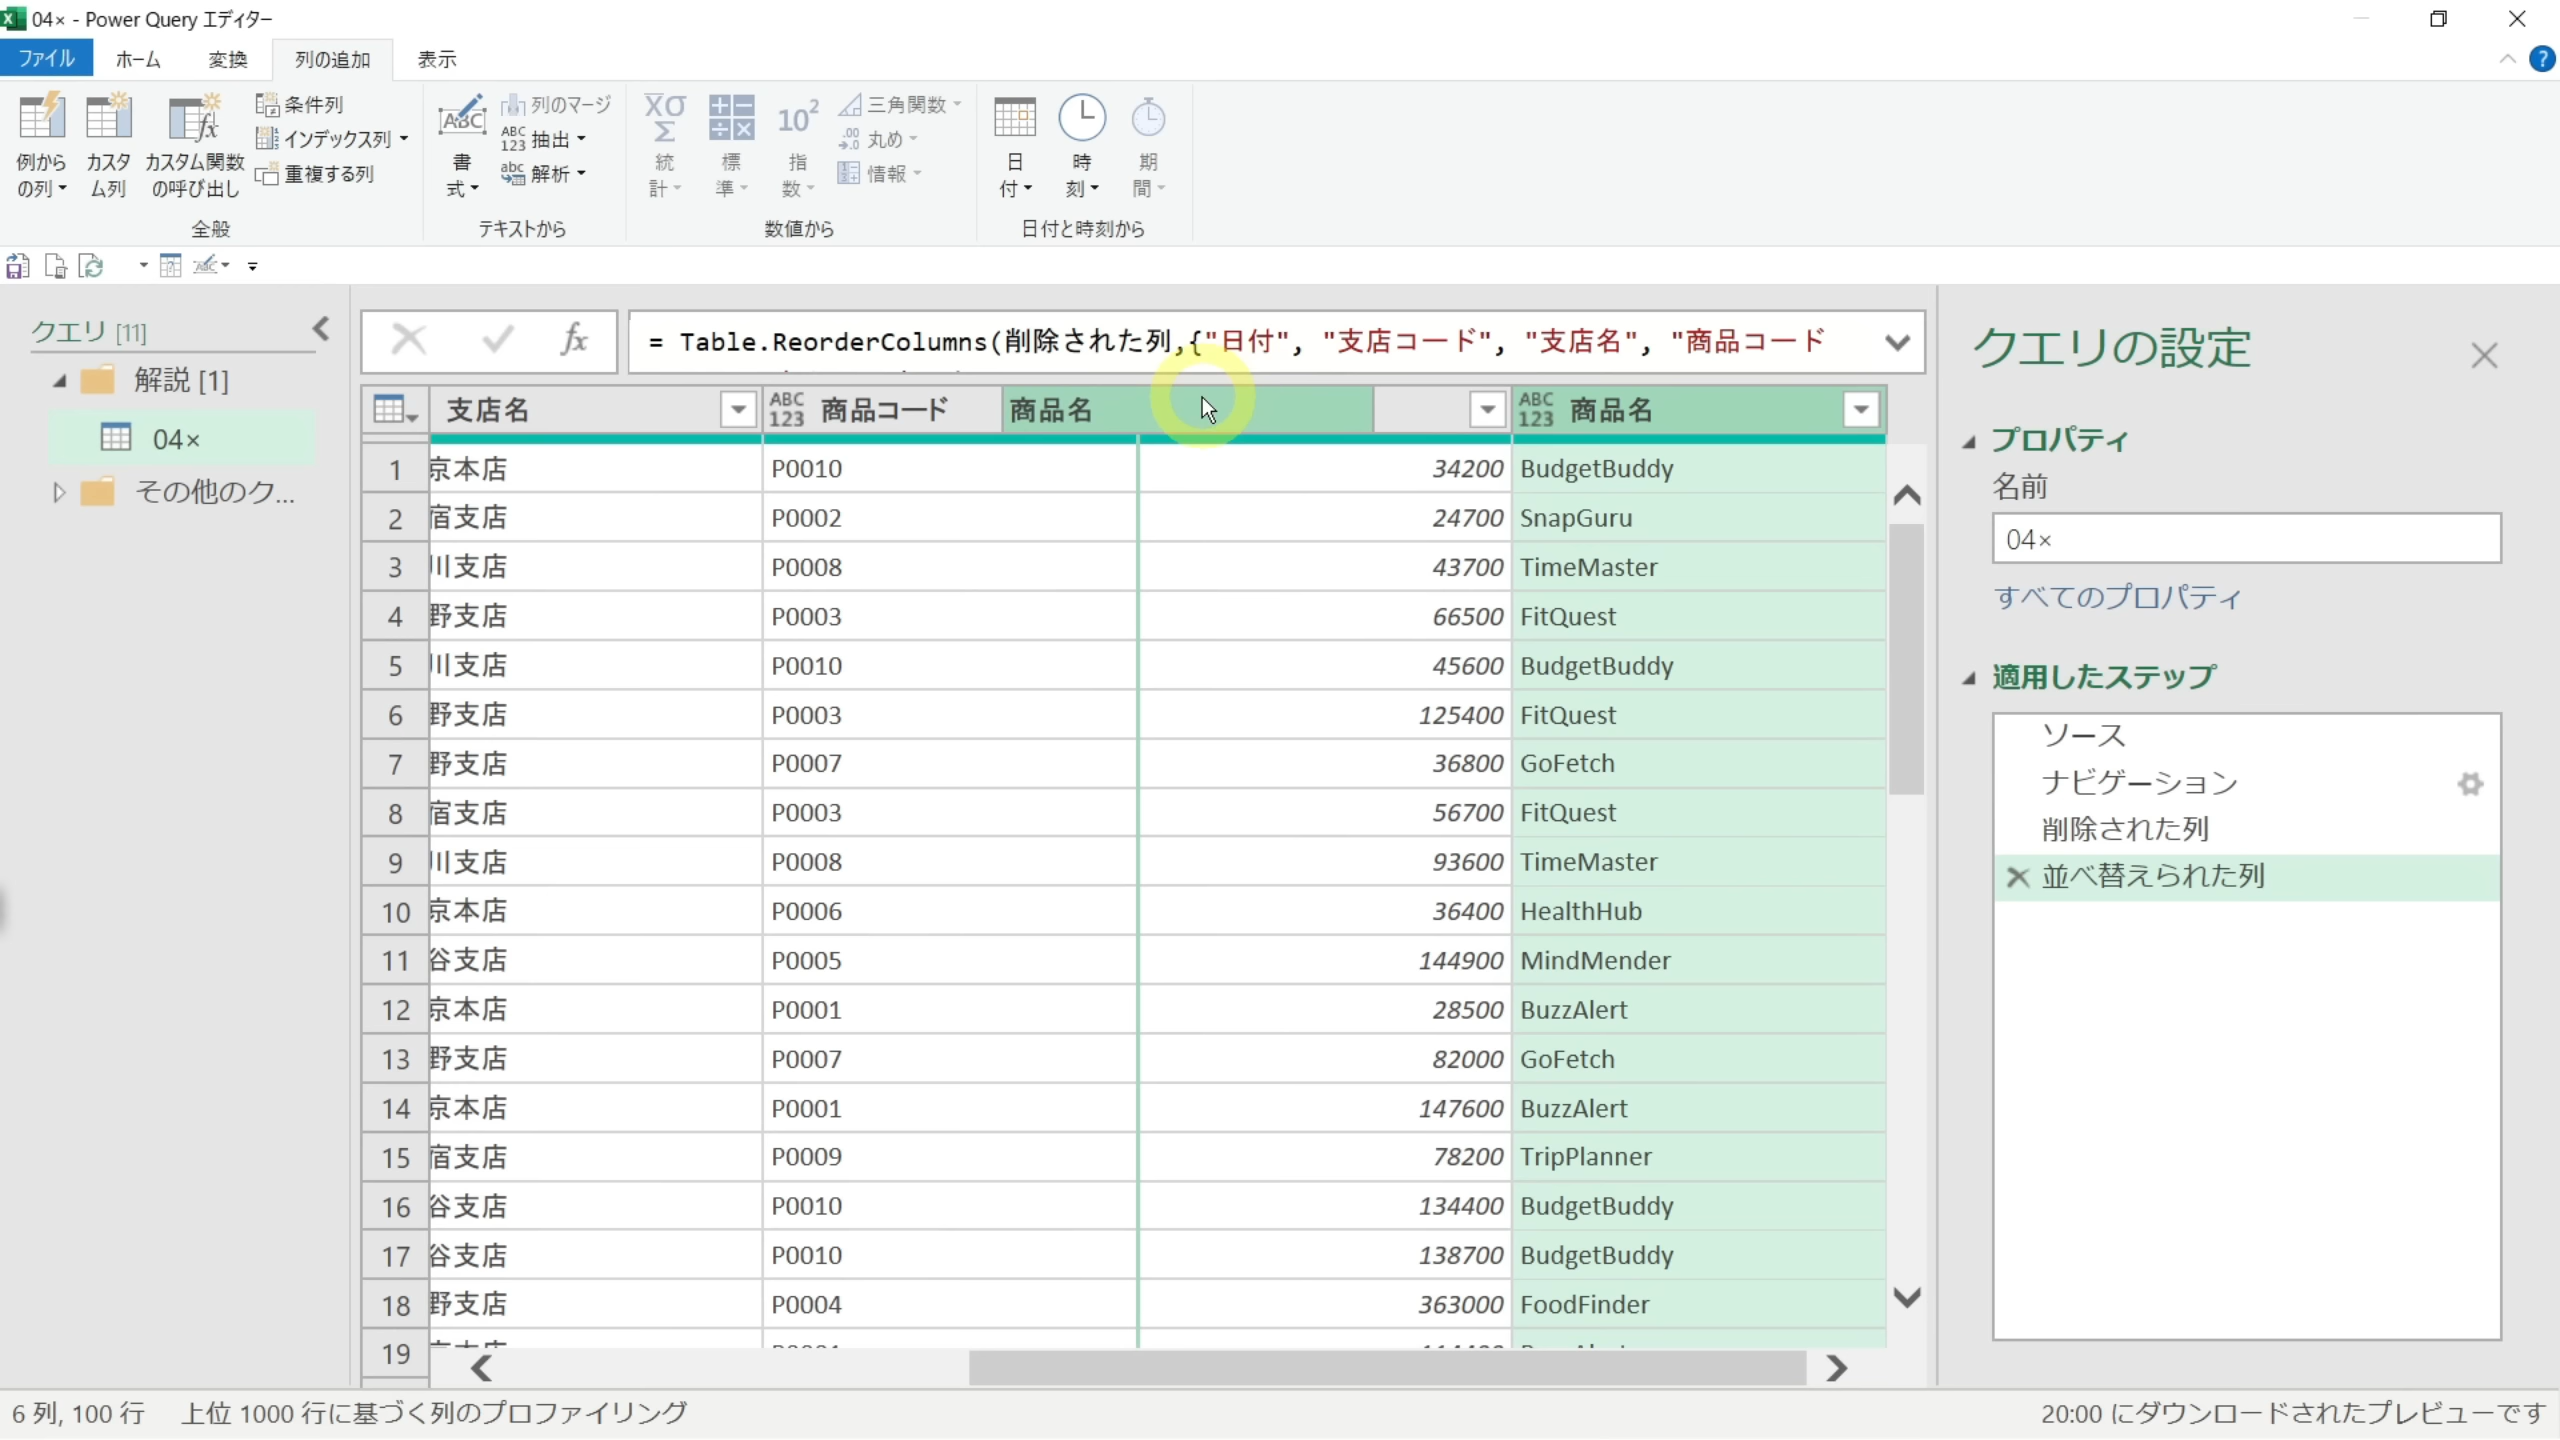 04× - Power Query エディター
ファイル ホーム 変換 列の追加 表示
例からの列
カスタム列
カスタム関数の呼び出し
条件列
インデックス列
重複する列
全般
書式
列のマージ
抽出
解析
テキストから
統計
標準
指数
三角関数
丸め
情報
数値から
日付
時刻
期間
日付と時刻から
クエリ [11]
解説 [1]
04×
その他のク...
= Table.ReorderColumns(削除された列,{"日付", "支店コード", "支店名", "商品コード
支店名 ABC123 商品コード 商品名 ABC123 商品名
1 京本店 P0010 34200 BudgetBuddy
2 宿支店 P0002 24700 SnapGuru
3 川支店 P0008 43700 TimeMaster
4 野支店 P0003 66500 FitQuest
5 川支店 P0010 45600 BudgetBuddy
6 野支店 P0003 125400 FitQuest
7 野支店 P0007 36800 GoFetch
8 宿支店 P0003 56700 FitQuest
9 川支店 P0008 93600 TimeMaster
10 京本店 P0006 36400 HealthHub
11 谷支店 P0005 144900 MindMender
12 京本店 P0001 28500 BuzzAlert
13 野支店 P0007 82000 GoFetch
14 京本店 P0001 147600 BuzzAlert
15 宿支店 P0009 78200 TripPlanner
16 谷支店 P0010 134400 BudgetBuddy
17 谷支店 P0010 138700 BudgetBuddy
18 野支店 P0004 363000 FoodFinder
19
クエリの設定
プロパティ
名前
04×
すべてのプロパティ
適用したステップ
ソース
ナビゲーション
削除された列
並べ替えられた列
6 列, 100 行 上位 1000 行に基づく列のプロファイリング
20:00 にダウンロードされたプレビューです